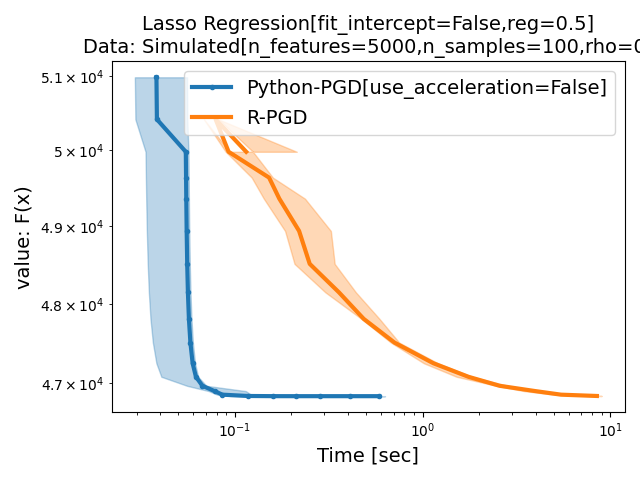 Lasso Regression[fit_intercept=False,reg=0.5]
Data: Simulated[n_features=5000,n_samples=100,rho=0
Python-PGD[use_acceleration=False]
R-PGD
value: F(x)
5.1 × 10⁴
5 × 10⁴
4.9 × 10⁴
4.8 × 10⁴
4.7 × 10⁴
10⁻¹
10⁰
10¹
Time [sec]